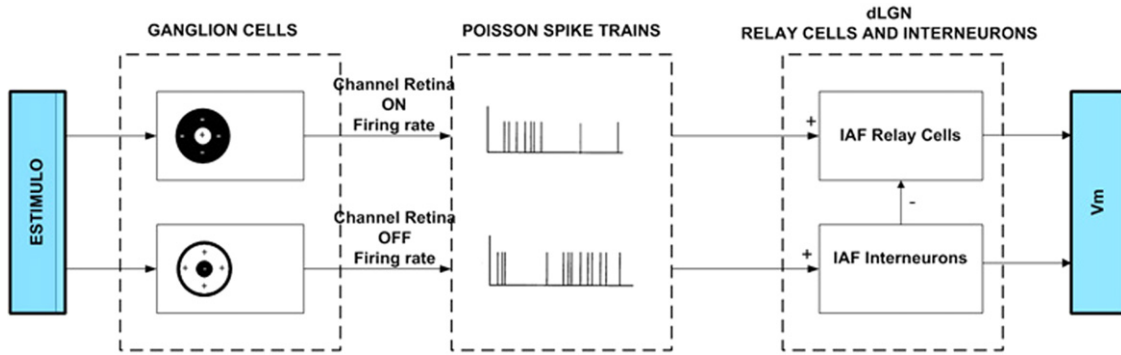 GANGLION CELLS
POISSON SPIKE TRAINS
dLGN
RELAY CELLS AND INTERNEURONS
ESTIMULO
Channel Retina
ON
Firing rate
+
IAF Relay Cells
-
Channel Retina
OFF
Firing rate
+
IAF Interneurons
Vm